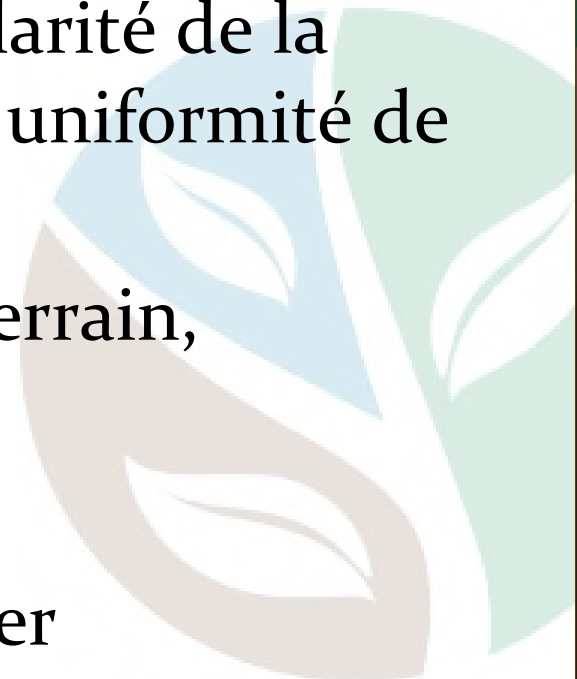 larité de la
uniformité de
errain,
er